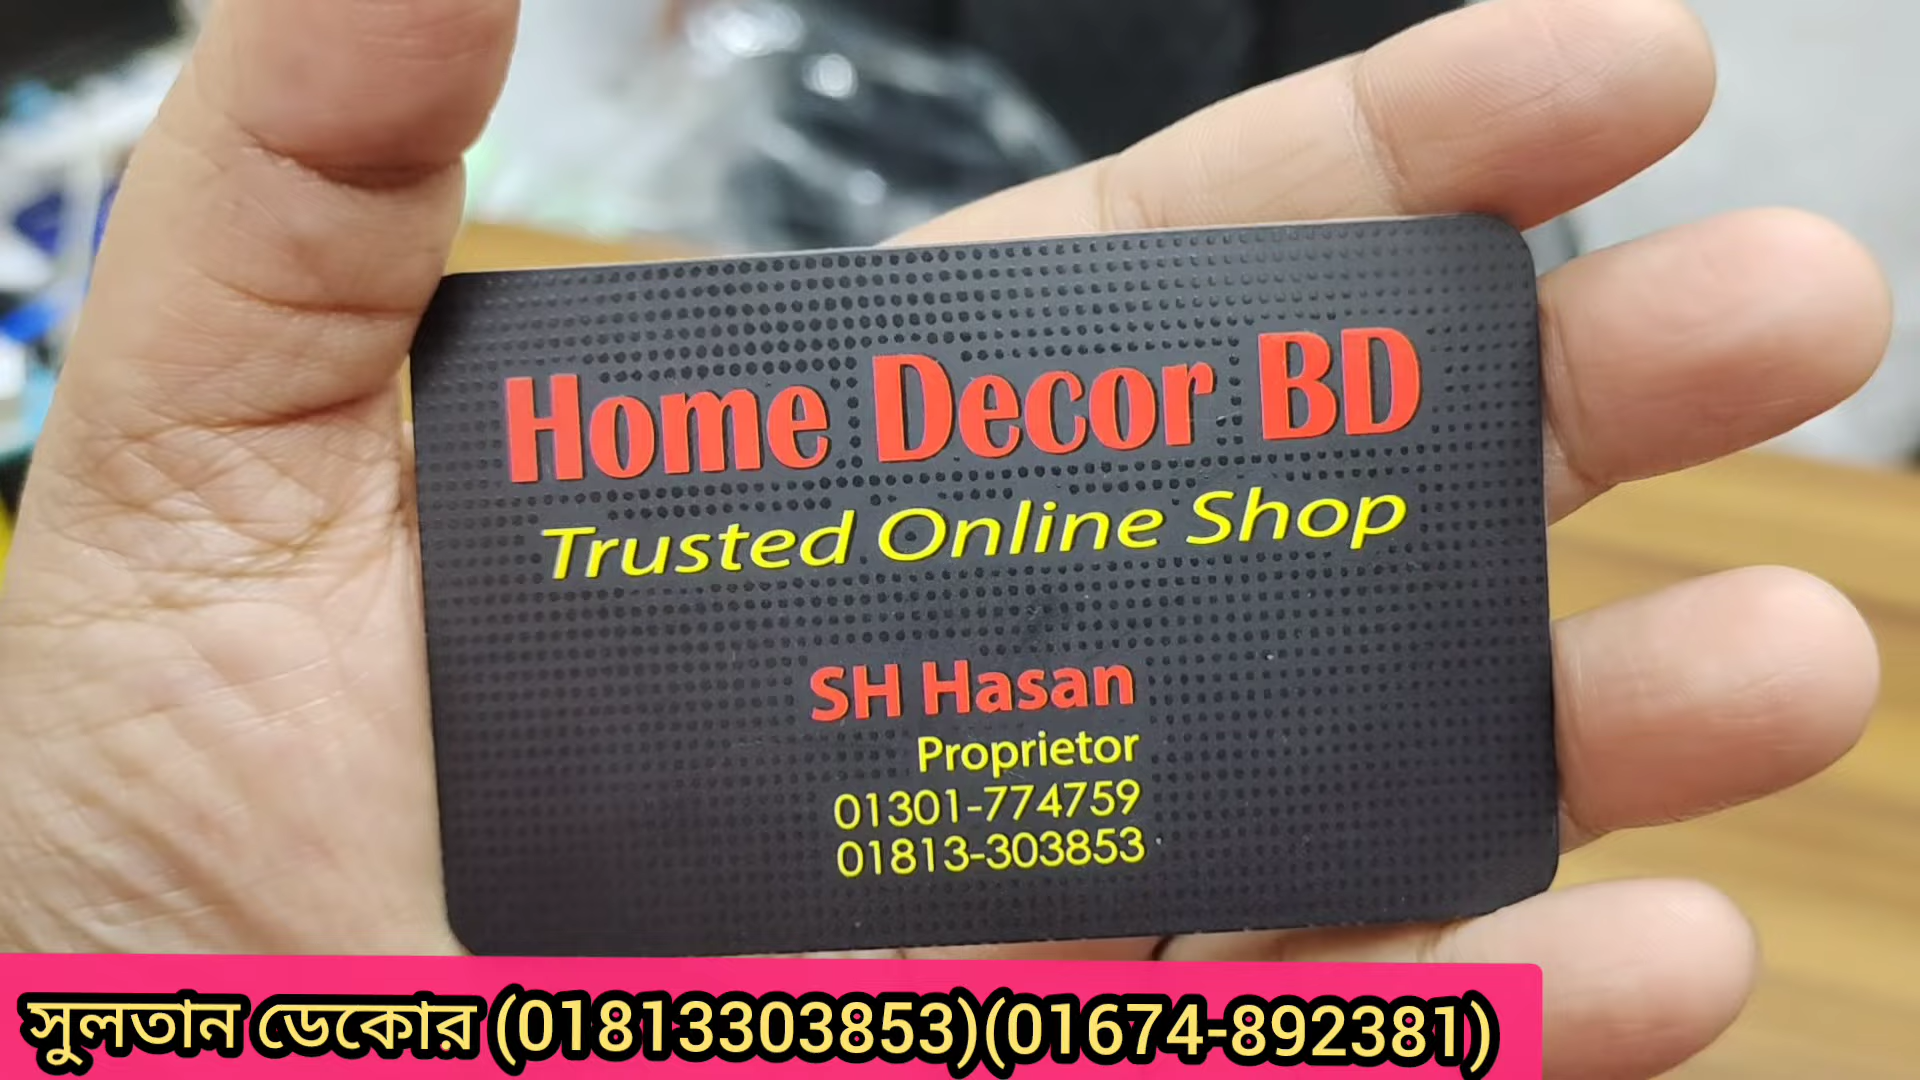 Home Decor BD
Trusted Online Shop
SH Hasan
Proprietor
01301-774759
01813-303853
সুলতান ডেকোর (01813303853)(01674-892381)